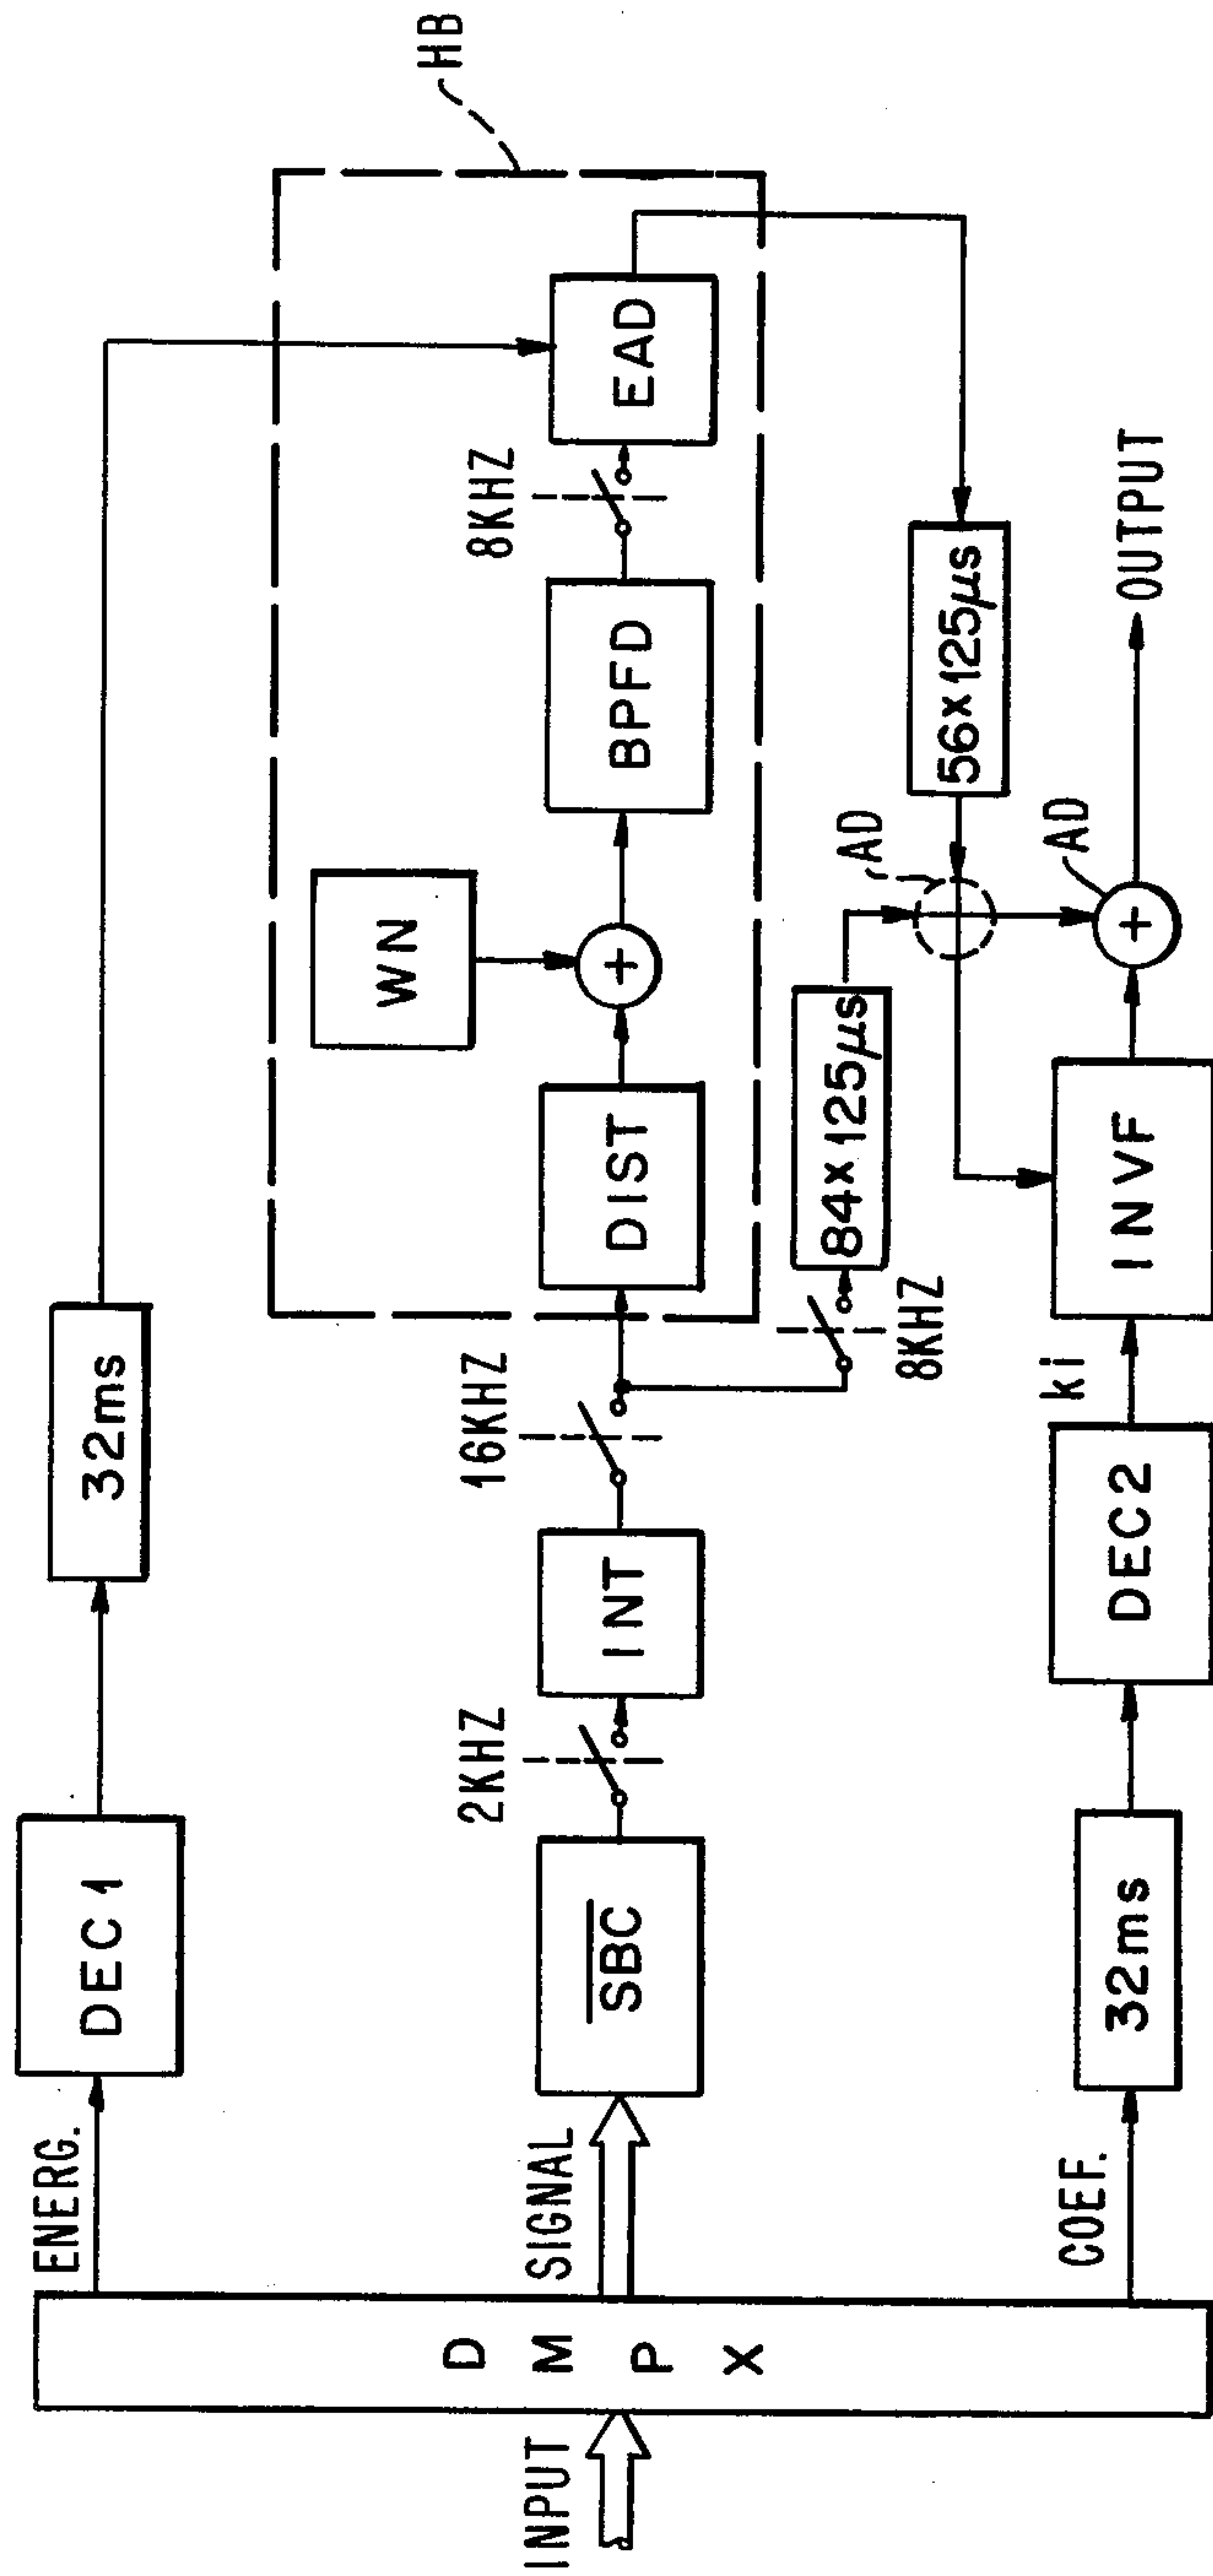 INPUT
DMPX
ENERG.
DEC 1
32ms
SIGNAL
SBC
2KHZ
INT
16KHZ
HB
DIST
WN
+
BPFD
8KHZ
EAD
8KHZ
84x125μs
56x125μs
AD
COEF.
32ms
DEC2
ki
INVF
+
AD
OUTPUT